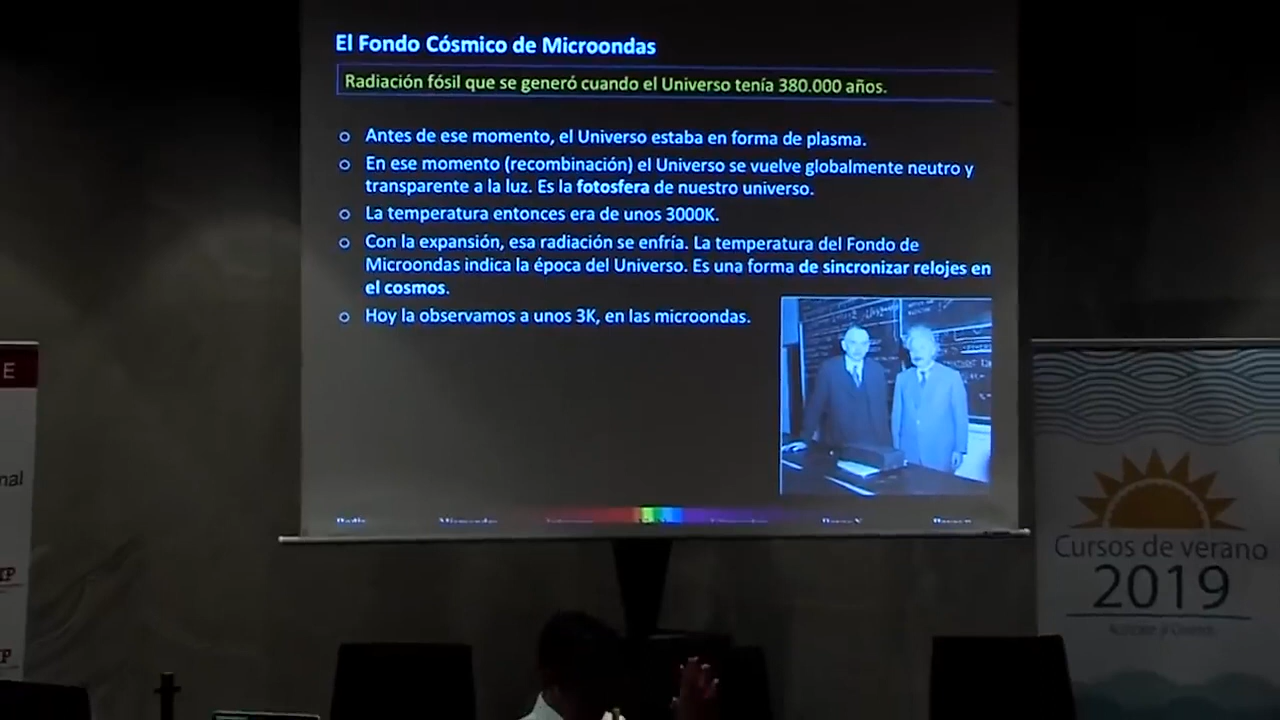 El Fondo Cósmico de Microondas
Radiación fósil que se generó cuando el Universo tenía 380.000 años.
Antes de ese momento, el Universo estaba en forma de plasma.
En ese momento (recombinación) el Universo se vuelve globalmente neutro y
transparente a la luz. Es la fotosfera de nuestro universo.
La temperatura entonces era de unos 3000K.
Con la expansión, esa radiación se enfría. La temperatura del Fondo de
Microondas indica la época del Universo. Es una forma de sincronizar relojes en
el cosmos.
Hoy la observamos a unos 3K, en las microondas.
E
nal
Cursos de verano
2019